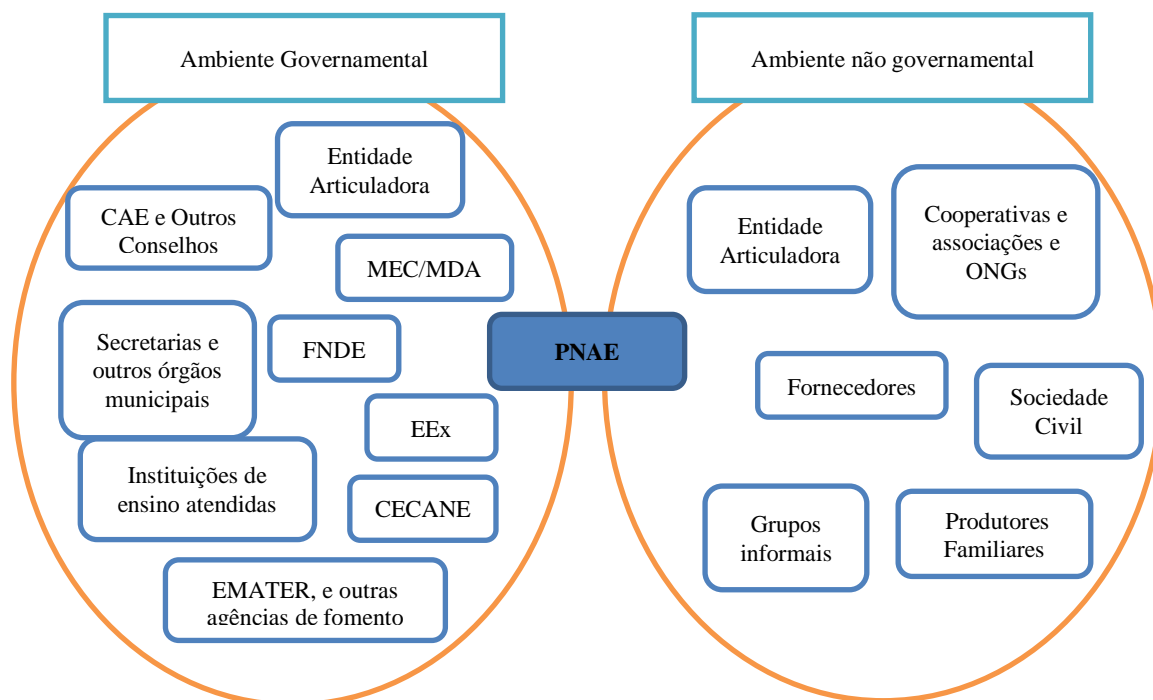 Ambiente Governamental
Ambiente não governamental
Entidade
Articuladora
CAE e Outros
Conselhos
MEC/MDA
Secretarias e
outros órgãos
municipais
FNDE
EEx
Instituições de
ensino atendidas
CECANE
EMATER, e outras
agências de fomento
PNAE
Entidade
Articuladora
Cooperativas e
associações e
ONGs
Fornecedores
Sociedade
Civil
Grupos
informais
Produtores
Familiares